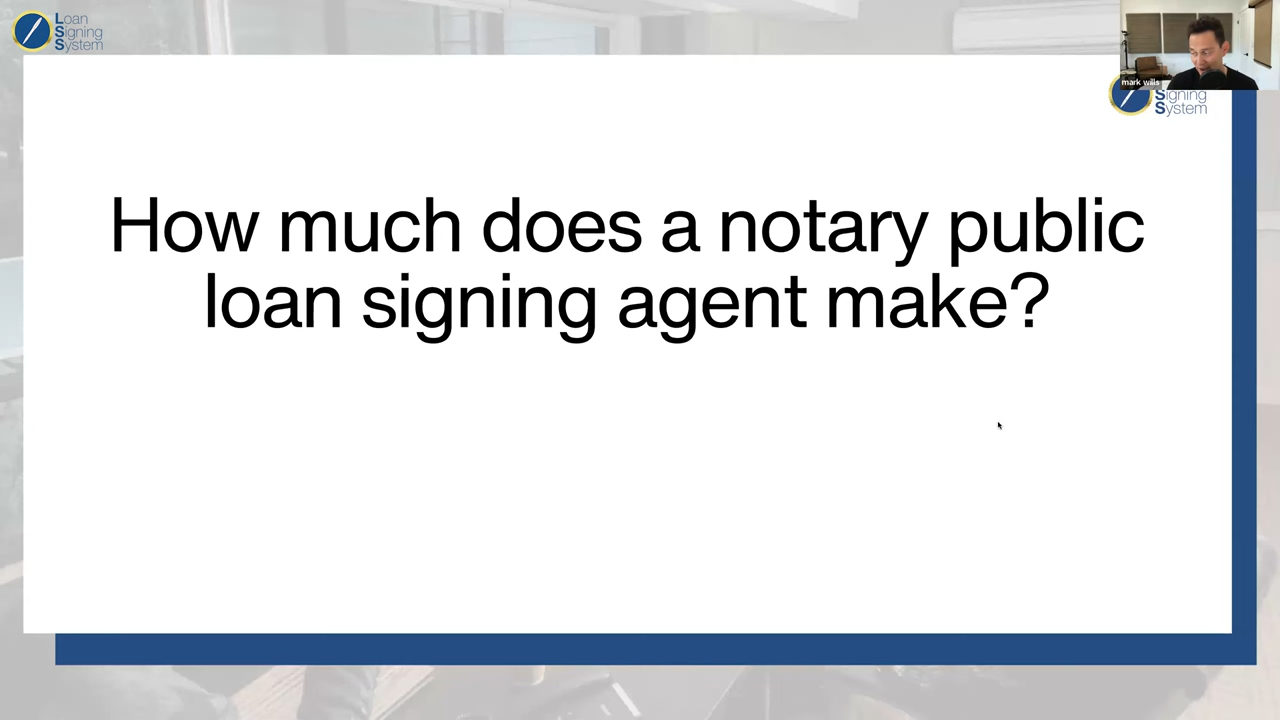 Loan
Signing
System
mark wills
Signing
System
How much does a notary public
loan signing agent make?